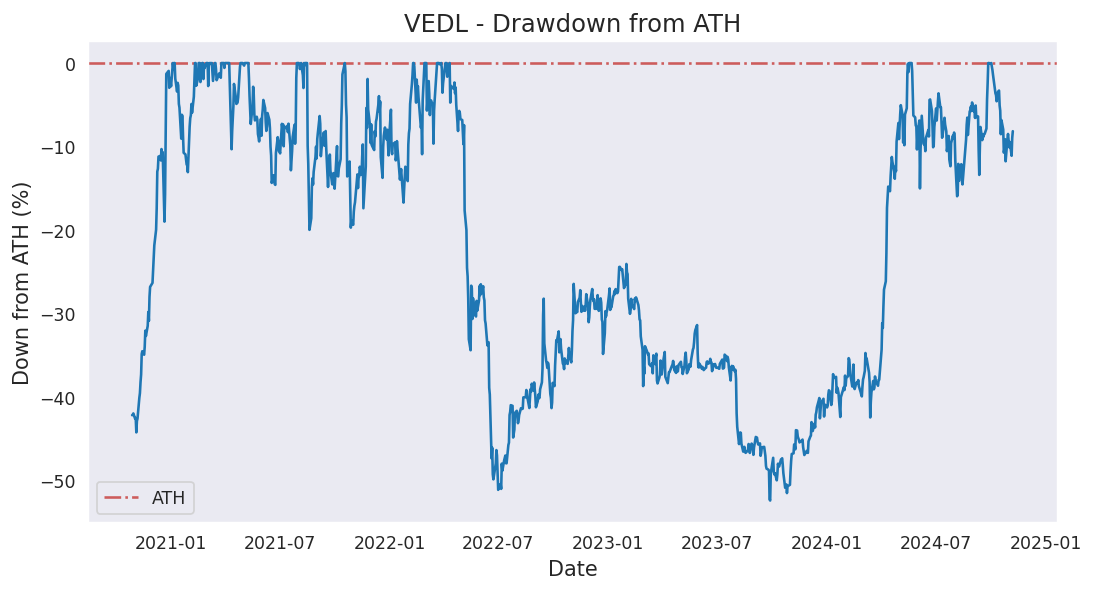 VEDL - Drawdown from ATH
Down from ATH (%)
0
−10
−20
−30
−40
−50
ATH
2021-01 2021-07 2022-01 2022-07 2023-01 2023-07 2024-01 2024-07 2025-01
Date